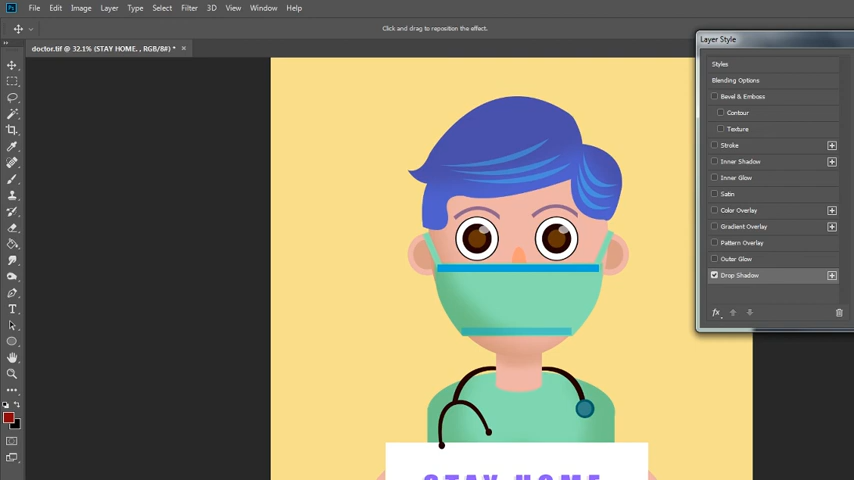 Ps File Edit Image Layer Type Select Filter 3D View Window Help
Click and drag to reposition the effect.
doctor.tif @ 32.1% (STAY HOME. , RGB/8#) * ×
Layer Style
Styles
Blending Options
Bevel & Emboss
Contour
Texture
Stroke
Inner Shadow
Inner Glow
Satin
Color Overlay
Gradient Overlay
Pattern Overlay
Outer Glow
Drop Shadow
fx
STAY HOME